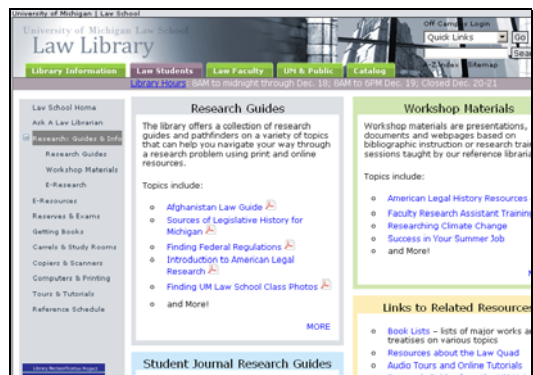 University of Michigan | Law School
University of Michigan Law School
Law Library
Off Campus Login
Quick Links
Go
A-Z Index Sitemap
Library Information
Law Students
Law Faculty
UM & Public
Catalog
Library Hours: 8AM to midnight through Dec. 18; 8AM to 6PM Dec. 19; Closed Dec. 20-21
Law School Home
Ask A Law Librarian
Research: Guides & Info
Research Guides
Workshop Materials
E-Research
E-Resources
Reserves & Exams
Getting Books
Carrels & Study Rooms
Copiers & Scanners
Computers & Printing
Tours & Tutorials
Reference Schedule
Research Guides
The library offers a collection of research
guides and pathfinders on a variety of topics
that can help you navigate your way through
a research problem using print and online
resources.
Topics include:
Afghanistan Law Guide
Sources of Legislative History for
Michigan
Finding Federal Regulations
Introduction to American Legal
Research
Finding UM Law School Class Photos
and More!
MORE
Student Journal Research Guides
Workshop Materials
Workshop materials are presentations,
documents and webpages based on
bibliographic instruction or research train
sessions taught by our reference libraria
Topics include:
American Legal History Resources
Faculty Research Assistant Training
Researching Climate Change
Success in Your Summer Job
and More!
Links to Related Resources
Book Lists – lists of major works a
treatises on various topics
Resources about the Law Quad
Audio Tours and Online Tutorials